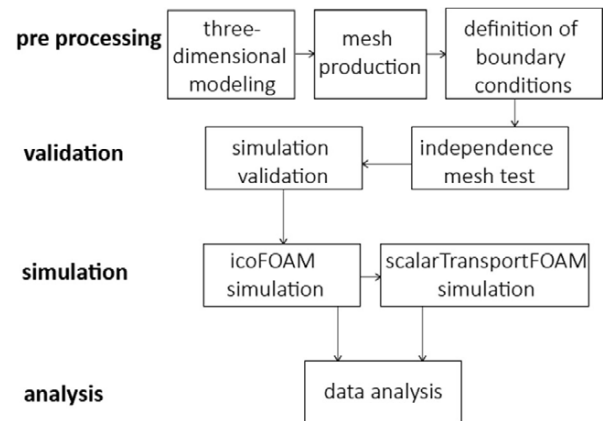 pre processing
three-
dimensional
modeling
mesh
production
definition of
boundary
conditions
validation
simulation
validation
independence
mesh test
simulation
icoFOAM
simulation
scalarTransportFOAM
simulation
analysis
data analysis